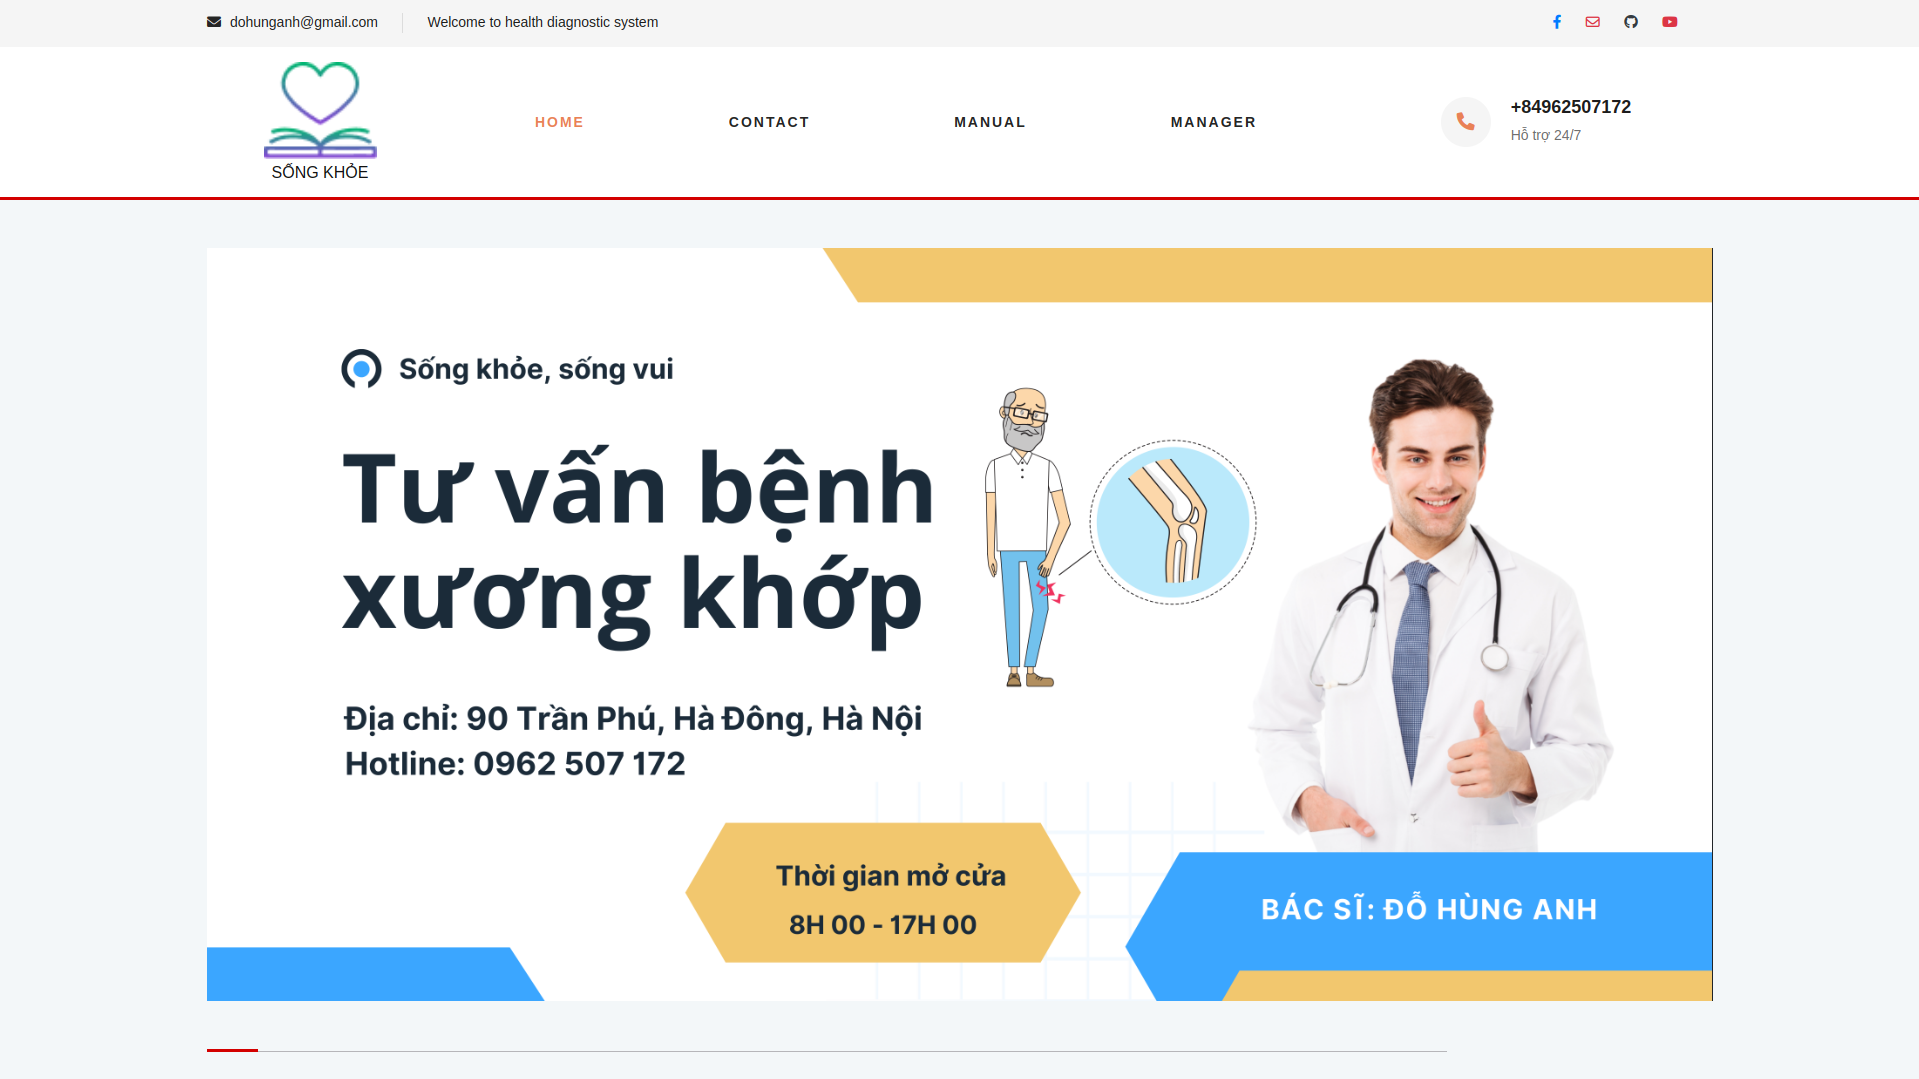 dohunganh@gmail.com
Welcome to health diagnostic system
SỐNG KHỎE
HOME
CONTACT
MANUAL
MANAGER
+84962507172
Hỗ trợ 24/7
Sống khỏe, sống vui
Tư vấn bệnh
xương khớp
Địa chỉ: 90 Trần Phú, Hà Đông, Hà Nội
Hotline: 0962 507 172
Thời gian mở cửa
8H 00 - 17H 00
BÁC SĨ: ĐỖ HÙNG ANH